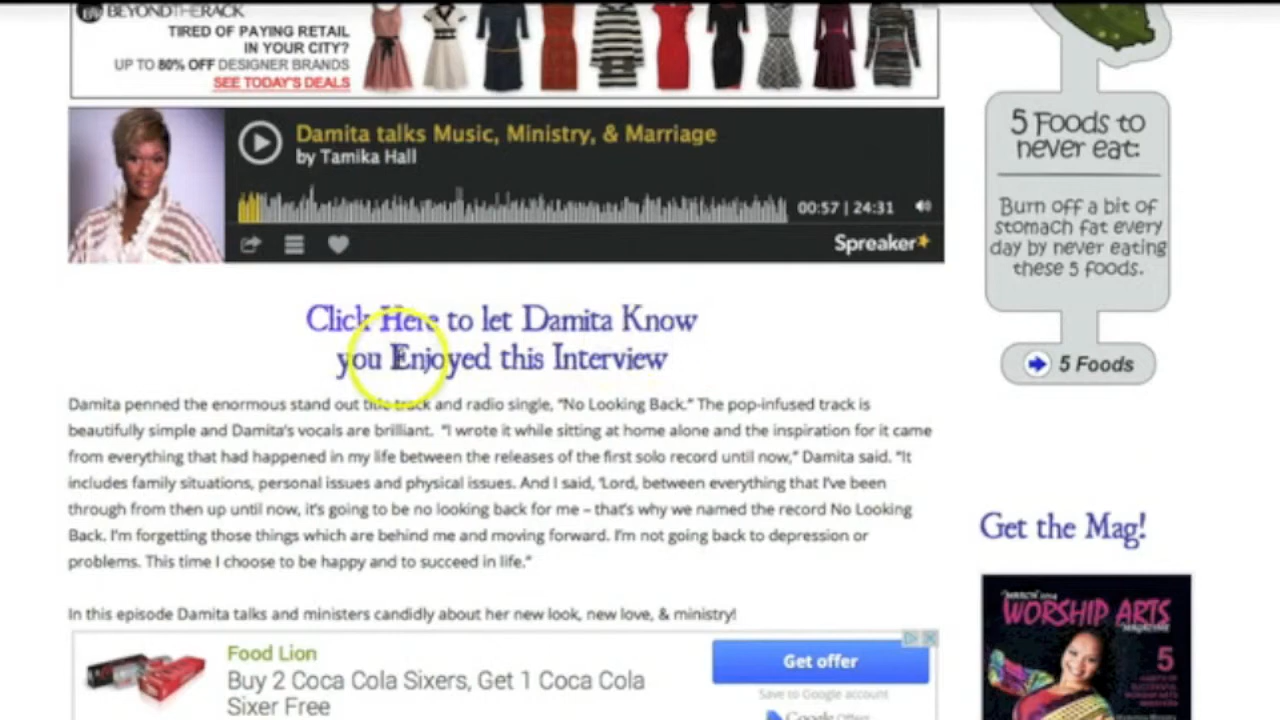 BEYONDTHERACK
TIRED OF PAYING RETAIL
IN YOUR CITY?
UP TO 80% OFF DESIGNER BRANDS
SEE TODAY'S DEALS
Damita talks Music, Ministry, & Marriage
by Tamika Hall
00:57 | 24:31
Spreaker
Click Here to let Damita Know
you Enjoyed this Interview
Damita penned the enormous stand out title track and radio single, “No Looking Back.” The pop-infused track is
beautifully simple and Damita’s vocals are brilliant. “I wrote it while sitting at home alone and the inspiration for it came
from everything that had happened in my life between the releases of the first solo record until now,” Damita said. “It
includes family situations, personal issues and physical issues. And I said, ‘Lord, between everything that I’ve been
through from then up until now, it’s going to be no looking back for me – that’s why we named the record No Looking
Back. I’m forgetting those things which are behind me and moving forward. I’m not going back to depression or
problems. This time I choose to be happy and to succeed in life.”
In this episode Damita talks and ministers candidly about her new look, new love, & ministry!
Food Lion
Buy 2 Coca Cola Sixers, Get 1 Coca Cola
Sixer Free
Get offer
Save to Google account
Google Offers
5 Foods to
never eat:
Burn off a bit of
stomach fat every
day by never eating
these 5 foods.
5 Foods
Get the Mag!
MARCH 2014
WORSHIP ARTS
MAGAZINE
5